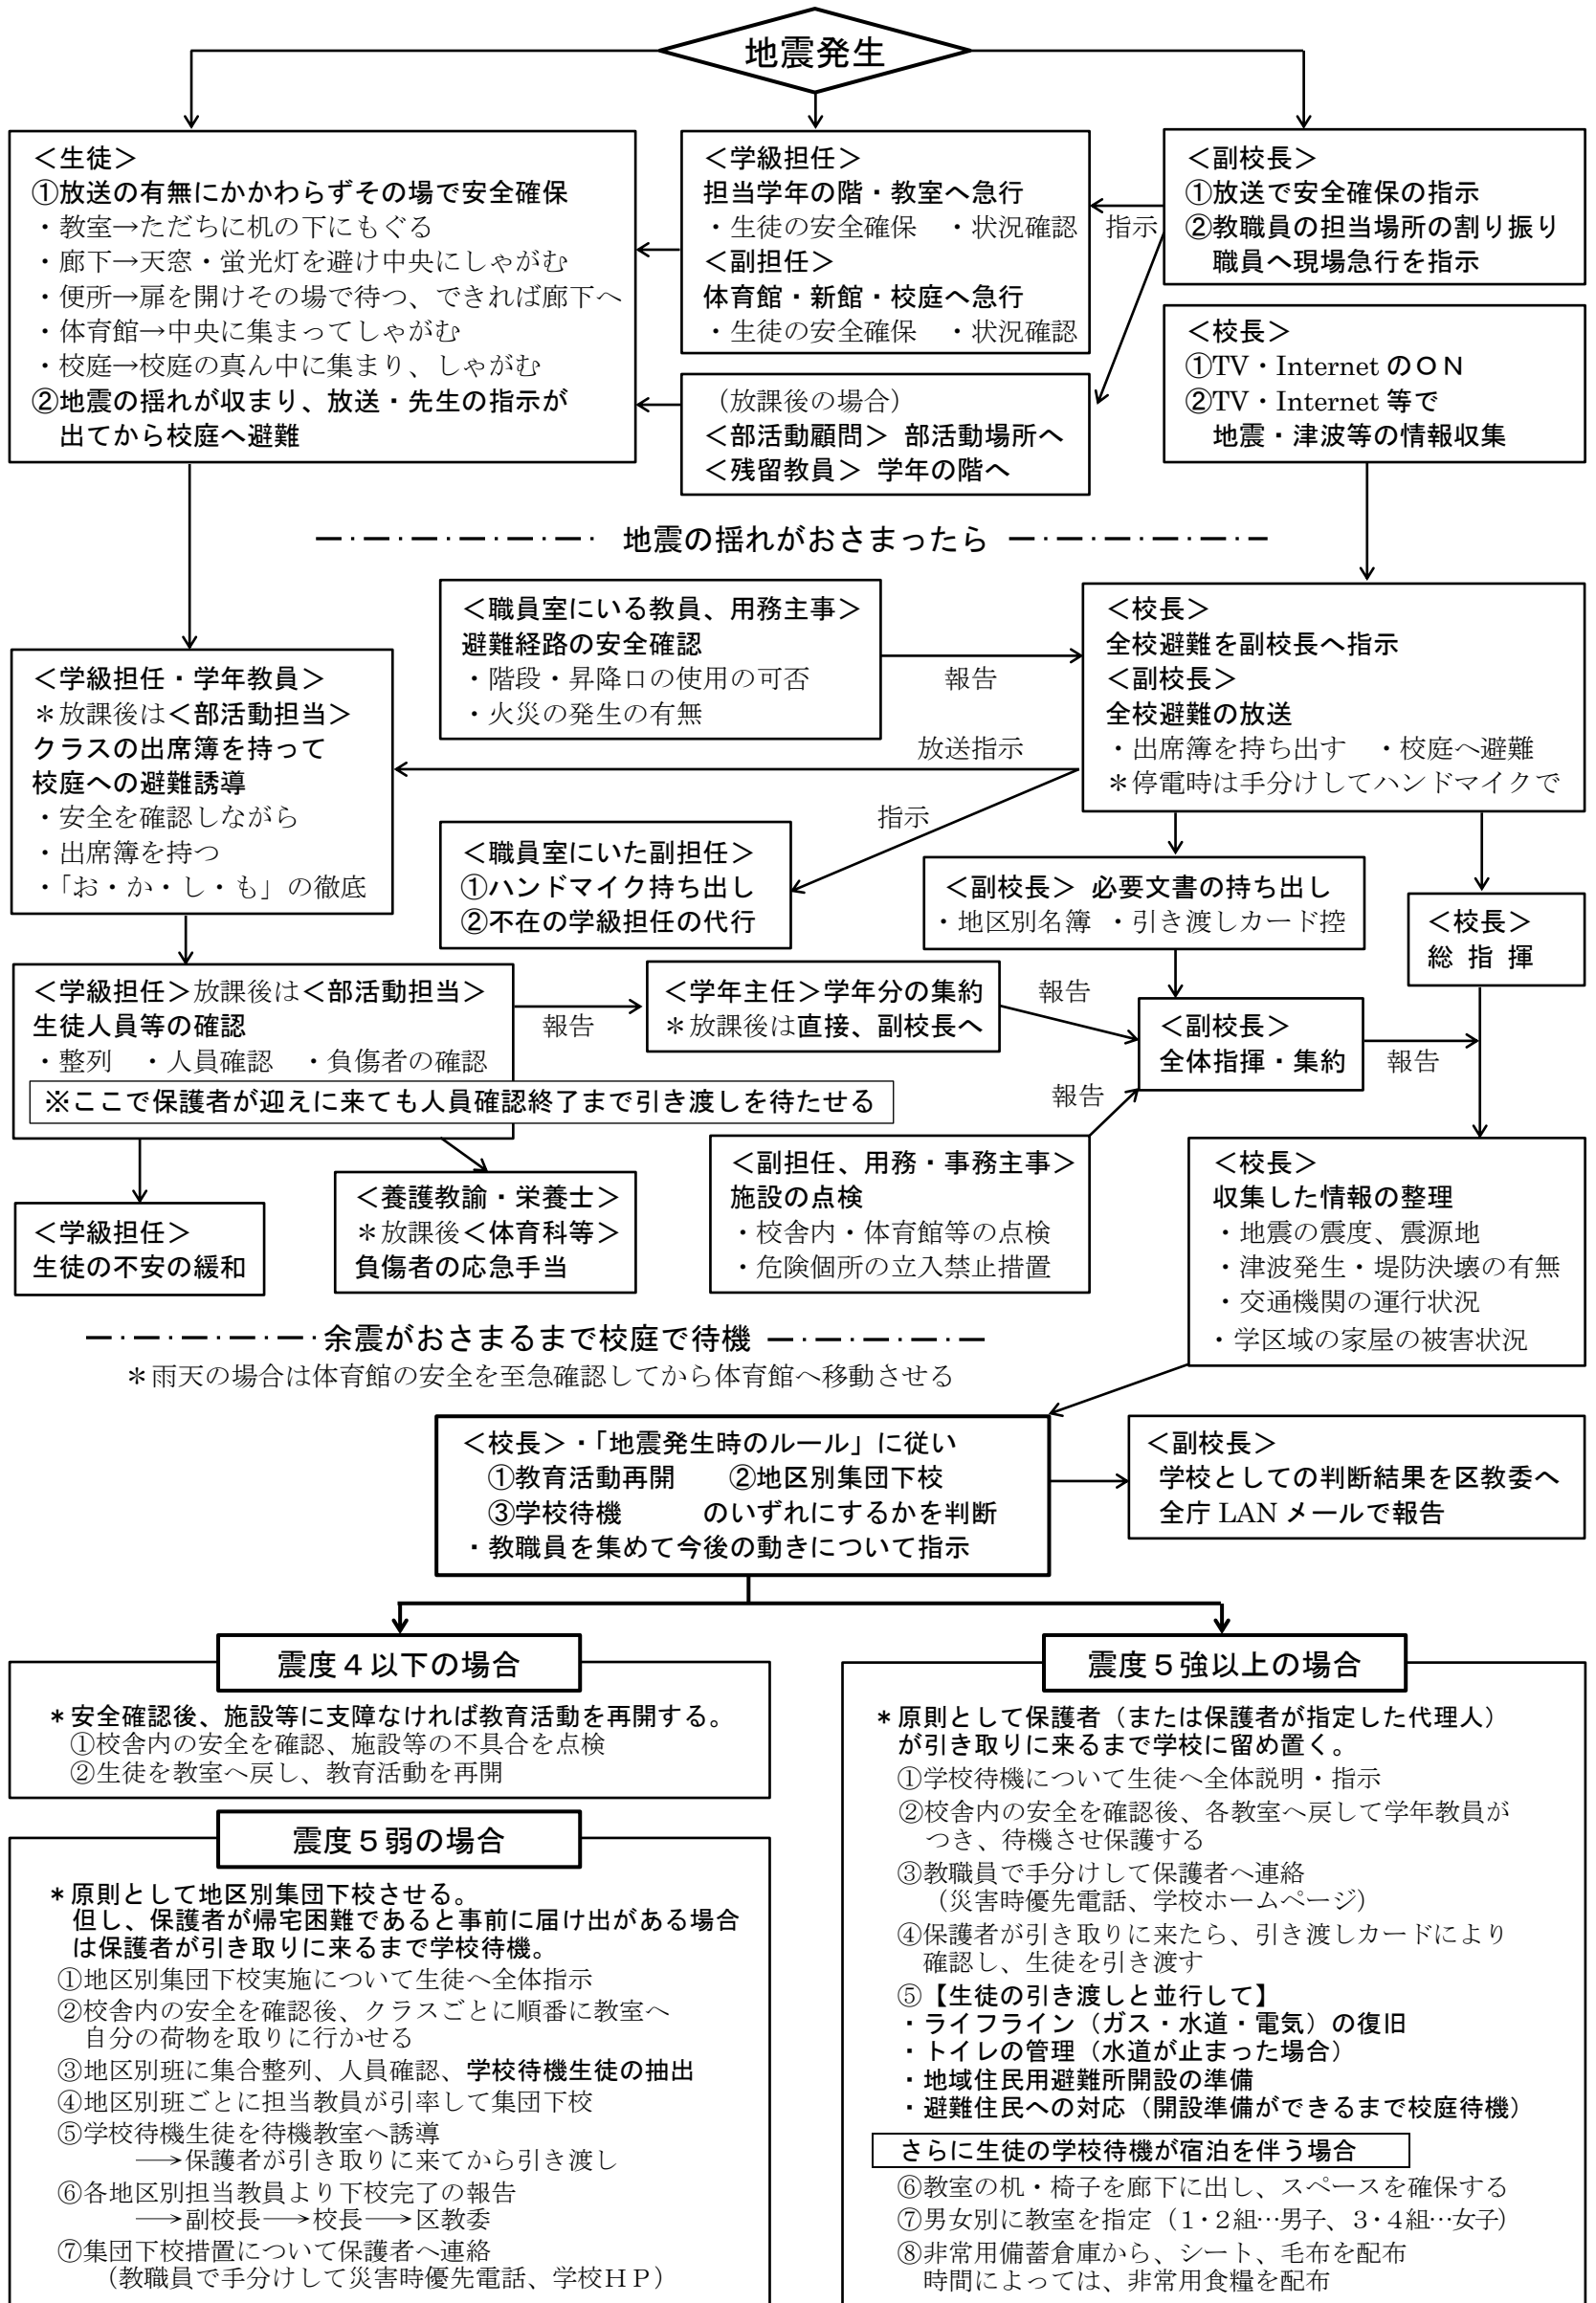 地震発生
＜生徒＞
①放送の有無にかかわらずその場で安全確保
・教室→ただちに机の下にもぐる
・廊下→天窓・蛍光灯を避け中央にしゃがむ
・便所→扉を開けその場で待つ、できれば廊下へ
・体育館→中央に集まってしゃがむ
・校庭→校庭の真ん中に集まり、しゃがむ
②地震の揺れが収まり、放送・先生の指示が
出てから校庭へ避難
＜学級担任＞
担当学年の階・教室へ急行
・生徒の安全確保　・状況確認
＜副担任＞
体育館・新館・校庭へ急行
・生徒の安全確保　・状況確認
指示
＜副校長＞
①放送で安全確保の指示
②教職員の担当場所の割り振り
職員へ現場急行を指示
＜校長＞
①TV・Internet のＯＮ
②TV・Internet 等で
地震・津波等の情報収集
（放課後の場合）
＜部活動顧問＞ 部活動場所へ
＜残留教員＞ 学年の階へ
地震の揺れがおさまったら
＜職員室にいる教員、用務主事＞
避難経路の安全確認
・階段・昇降口の使用の可否
・火災の発生の有無
報告
＜校長＞
全校避難を副校長へ指示
＜副校長＞
全校避難の放送
・出席簿を持ち出す　・校庭へ避難
＊停電時は手分けしてハンドマイクで
放送指示
指示
＜学級担任・学年教員＞
＊放課後は＜部活動担当＞
クラスの出席簿を持って
校庭への避難誘導
・安全を確認しながら
・出席簿を持つ
・「お・か・し・も」の徹底
＜職員室にいた副担任＞
①ハンドマイク持ち出し
②不在の学級担任の代行
＜副校長＞ 必要文書の持ち出し
・地区別名簿 ・引き渡しカード控
＜校長＞
総 指 揮
＜学級担任＞放課後は＜部活動担当＞
生徒人員等の確認
・整列　・人員確認　・負傷者の確認
※ここで保護者が迎えに来ても人員確認終了まで引き渡しを待たせる
報告
＜学年主任＞学年分の集約
＊放課後は直接、副校長へ
報告
＜副校長＞
全体指揮・集約
報告
報告
＜学級担任＞
生徒の不安の緩和
＜養護教諭・栄養士＞
＊放課後＜体育科等＞
負傷者の応急手当
＜副担任、用務・事務主事＞
施設の点検
・校舎内・体育館等の点検
・危険個所の立入禁止措置
＜校長＞
収集した情報の整理
・地震の震度、震源地
・津波発生・堤防決壊の有無
・交通機関の運行状況
・学区域の家屋の被害状況
余震がおさまるまで校庭で待機
＊雨天の場合は体育館の安全を至急確認してから体育館へ移動させる
＜校長＞・「地震発生時のルール」に従い
①教育活動再開　　②地区別集団下校
③学校待機　　　のいずれにするかを判断
・教職員を集めて今後の動きについて指示
＜副校長＞
学校としての判断結果を区教委へ
全庁 LAN メールで報告
震度４以下の場合
＊安全確認後、施設等に支障なければ教育活動を再開する。
①校舎内の安全を確認、施設等の不具合を点検
②生徒を教室へ戻し、教育活動を再開
震度５弱の場合
＊原則として地区別集団下校させる。
但し、保護者が帰宅困難であると事前に届け出がある場合
は保護者が引き取りに来るまで学校待機。
①地区別集団下校実施について生徒へ全体指示
②校舎内の安全を確認後、クラスごとに順番に教室へ
自分の荷物を取りに行かせる
③地区別班に集合整列、人員確認、学校待機生徒の抽出
④地区別班ごとに担当教員が引率して集団下校
⑤学校待機生徒を待機教室へ誘導
→保護者が引き取りに来てから引き渡し
⑥各地区別担当教員より下校完了の報告
→副校長→校長→区教委
⑦集団下校措置について保護者へ連絡
（教職員で手分けして災害時優先電話、学校ＨＰ）
震度５強以上の場合
＊原則として保護者（または保護者が指定した代理人）
が引き取りに来るまで学校に留め置く。
①学校待機について生徒へ全体説明・指示
②校舎内の安全を確認後、各教室へ戻して学年教員が
つき、待機させ保護する
③教職員で手分けして保護者へ連絡
（災害時優先電話、学校ホームページ）
④保護者が引き取りに来たら、引き渡しカードにより
確認し、生徒を引き渡す
⑤【生徒の引き渡しと並行して】
・ライフライン（ガス・水道・電気）の復旧
・トイレの管理（水道が止まった場合）
・地域住民用避難所開設の準備
・避難住民への対応（開設準備ができるまで校庭待機）
さらに生徒の学校待機が宿泊を伴う場合
⑥教室の机・椅子を廊下に出し、スペースを確保する
⑦男女別に教室を指定（1・2組…男子、3・4組…女子）
⑧非常用備蓄倉庫から、シート、毛布を配布
時間によっては、非常用食糧を配布